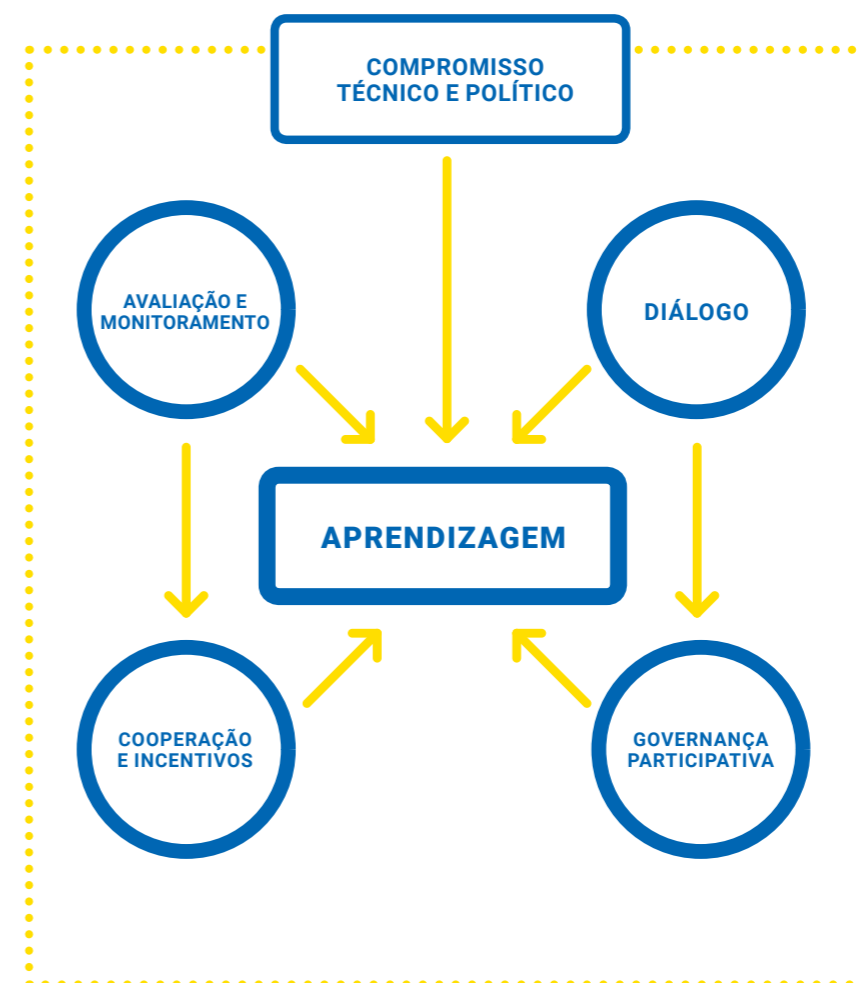 COMPROMISSO
TÉCNICO E POLÍTICO
AVALIAÇÃO E
MONITORAMENTO
DIÁLOGO
APRENDIZAGEM
COOPERAÇÃO
E INCENTIVOS
GOVERNANÇA
PARTICIPATIVA